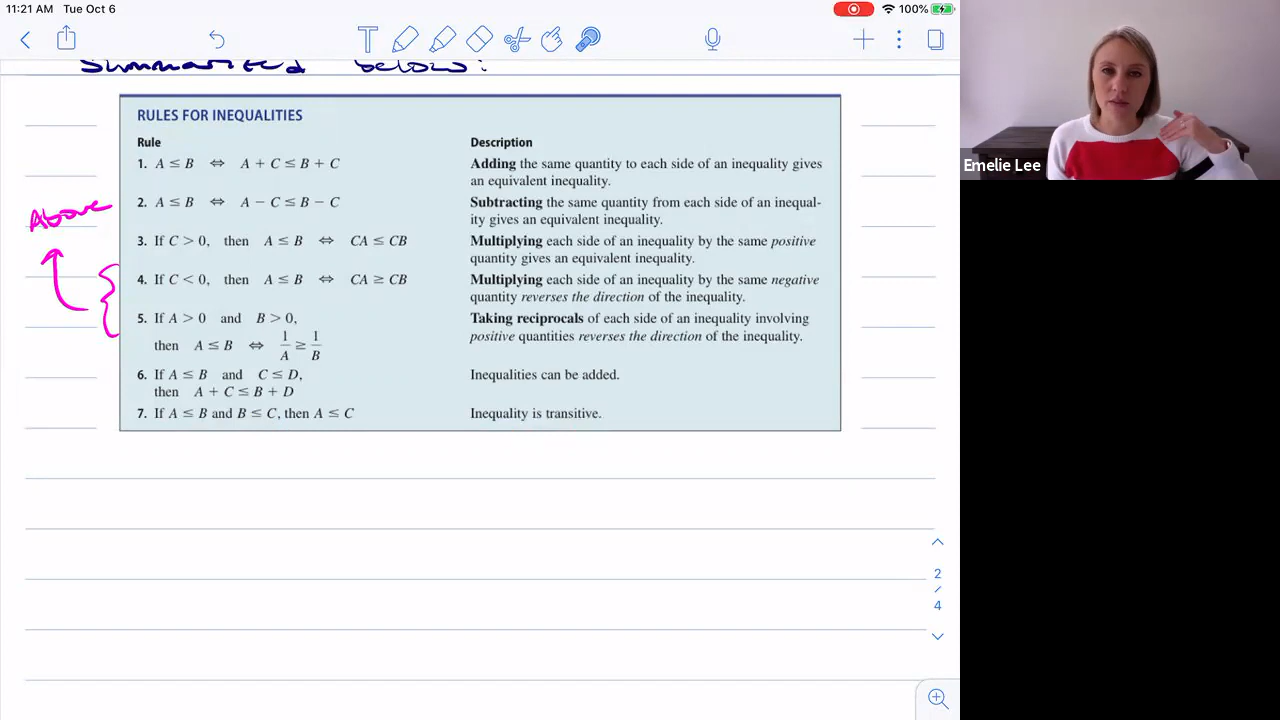 11:21 AM Tue Oct 6
100%
Summarized below:
RULES FOR INEQUALITIES
Rule Description
1. A ≤ B ⇔ A + C ≤ B + C Adding the same quantity to each side of an inequality gives
an equivalent inequality.
2. A ≤ B ⇔ A − C ≤ B − C Subtracting the same quantity from each side of an inequal-
ity gives an equivalent inequality.
3. If C > 0, then A ≤ B ⇔ CA ≤ CB Multiplying each side of an inequality by the same positive
quantity gives an equivalent inequality.
4. If C < 0, then A ≤ B ⇔ CA ≥ CB Multiplying each side of an inequality by the same negative
quantity reverses the direction of the inequality.
5. If A > 0 and B > 0, Taking reciprocals of each side of an inequality involving
then A ≤ B ⇔ 1/A ≥ 1/B positive quantities reverses the direction of the inequality.
6. If A ≤ B and C ≤ D, Inequalities can be added.
then A + C ≤ B + D
7. If A ≤ B and B ≤ C, then A ≤ C Inequality is transitive.
Above
Emelie Lee
2
/
4